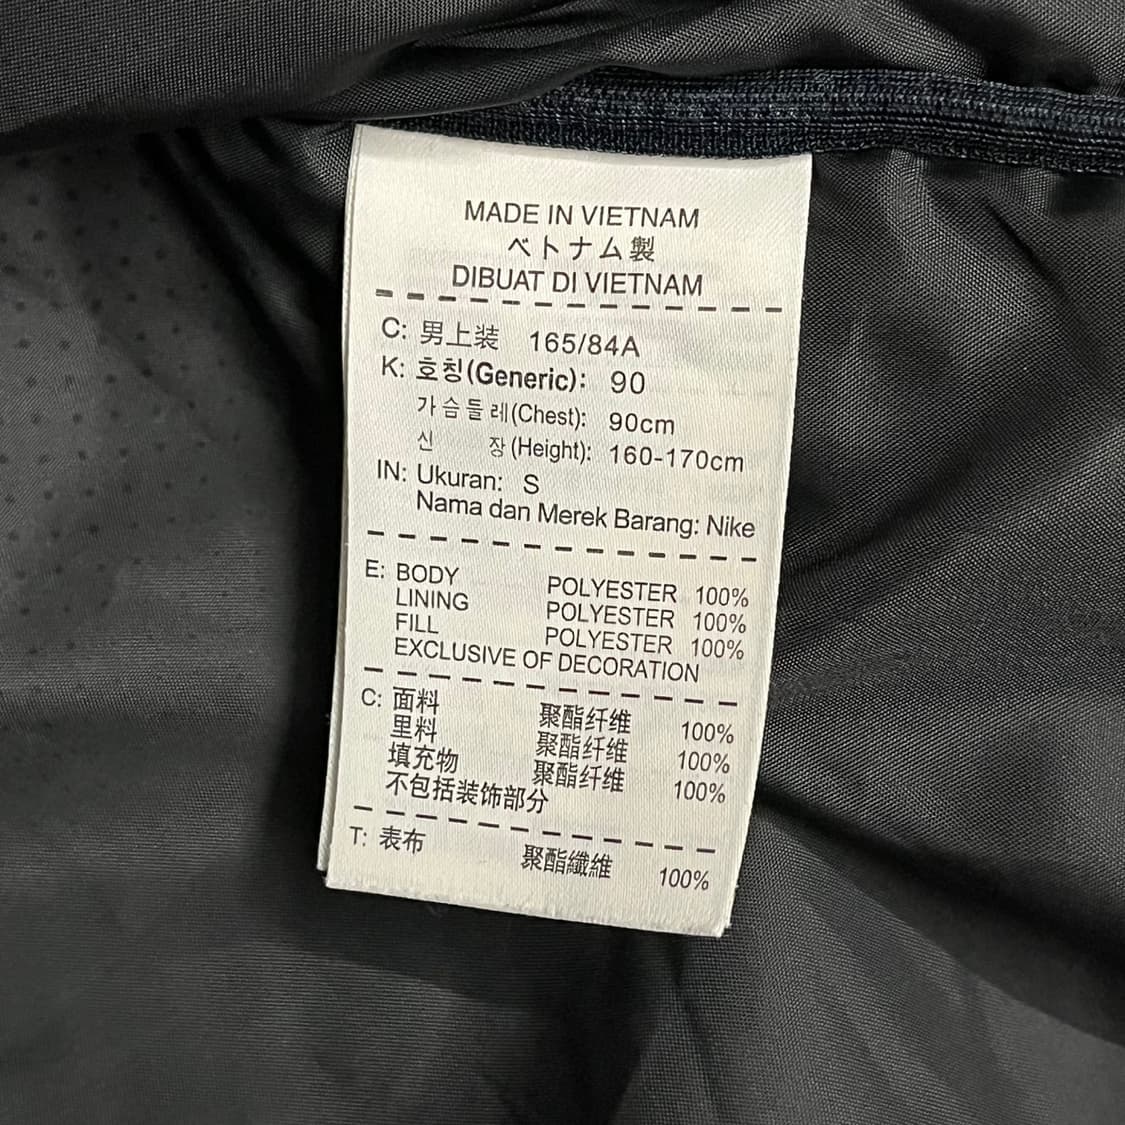 MADE IN VIETNAM
ベトナム製
DIBUAT DI VIETNAM
C: 男上装 165/84A
K: 호칭(Generic): 90
가슴들레(Chest): 90cm
신 장(Height): 160-170cm
IN: Ukuran: S
Nama dan Merek Barang: Nike
E: BODY POLYESTER 100%
LINING POLYESTER 100%
FILL POLYESTER 100%
EXCLUSIVE OF DECORATION
C: 面料 聚酯纤维 100%
里料 聚酯纤维 100%
填充物 聚酯纤维 100%
不包括装饰部分
T: 表布 聚酯纖維 100%